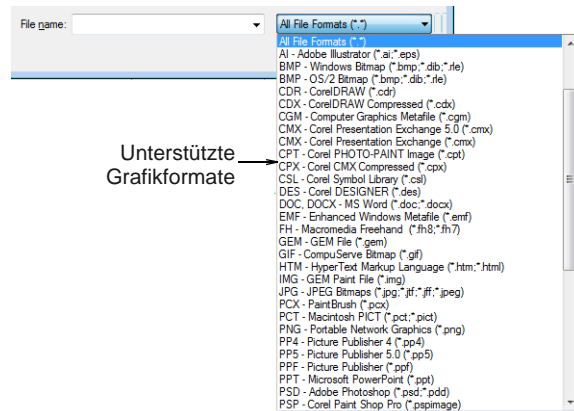 File name:
All File Formats (*.*)
All File Formats (*.*)
AI - Adobe Illustrator (*.ai;*.eps)
BMP - Windows Bitmap (*.bmp;*.dib;*.rle)
BMP - OS/2 Bitmap (*.bmp;*.dib;*.rle)
CDR - CorelDRAW (*.cdr)
CDX - CorelDRAW Compressed (*.cdx)
CGM - Computer Graphics Metafile (*.cgm)
CMX - Corel Presentation Exchange 5.0 (*.cmx)
CMX - Corel Presentation Exchange (*.cmx)
CPT - Corel PHOTO-PAINT Image (*.cpt)
CPX - Corel CMX Compressed (*.cpx)
CSL - Corel Symbol Library (*.csl)
DES - Corel DESIGNER (*.des)
DOC, DOCX - MS Word (*.doc;*.docx)
EMF - Enhanced Windows Metafile (*.emf)
FH - Macromedia Freehand (*.fh8;*.fh7)
GEM - GEM File (*.gem)
GIF - CompuServe Bitmap (*.gif)
HTM - HyperText Markup Language (*.htm;*.html)
IMG - GEM Paint File (*.img)
JPG - JPEG Bitmaps (*.jpg;*.jtf;*.jff;*.jpeg)
PCX - PaintBrush (*.pcx)
PCT - Macintosh PICT (*.pct;*.pict)
PNG - Portable Network Graphics (*.png)
PP4 - Picture Publisher 4 (*.pp4)
PP5 - Picture Publisher 5.0 (*.pp5)
PPF - Picture Publisher (*.ppf)
PPT - Microsoft PowerPoint (*.ppt)
PSD - Adobe Photoshop (*.psd;*.pdd)
PSP - Corel Paint Shop Pro (*.pspimage)
Unterstützte
Grafikformate